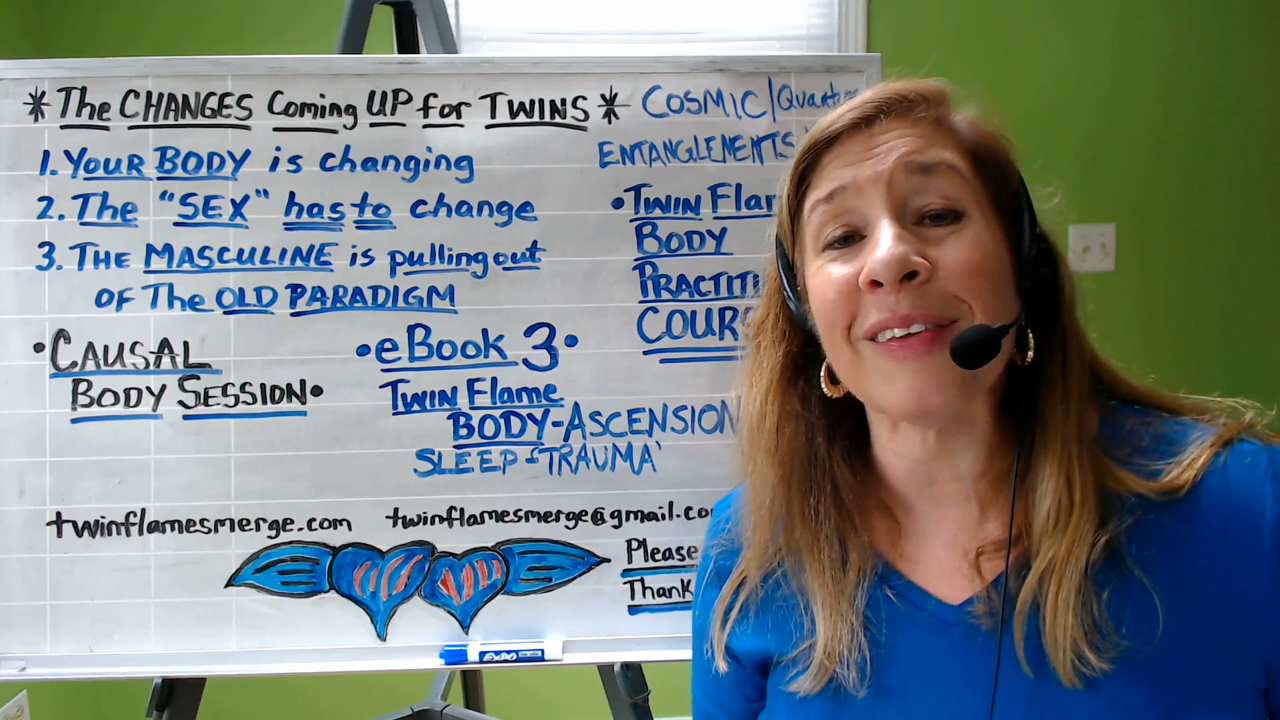 *The CHANGES Coming UP for TWINS*
1. YOUR BODY is changing
2. The "SEX" has to change
3. THE MASCULINE is pulling out
OF The OLD PARADIGM
•CAUSAL
BODY SESSION•
•eBook 3•
TWIN Flame
BODY-ASCENSION
SLEEP-'TRAUMA'
COSMIC/
ENTANGLEMENTS
•TWIN
BODY
twinflamesmerge.com
twinflamesmerge@gmail.co
Please
Thank
EXPO